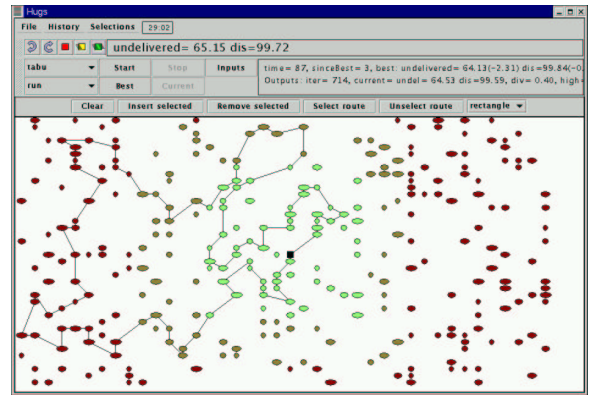 Hugs
File History Selections 29:02
undelivered= 65.15 dis=99.72
tabu Start Stop Inputs
time= 87, sinceBest= 3, best: undelivered= 64.13(-2.31) dis=99.84(-0.
Outputs: iter= 714, current= undel= 64.53 dis=99.59, div= 0.40, high=
run Best Current
Clear Insert selected Remove selected Select route Unselect route rectangle